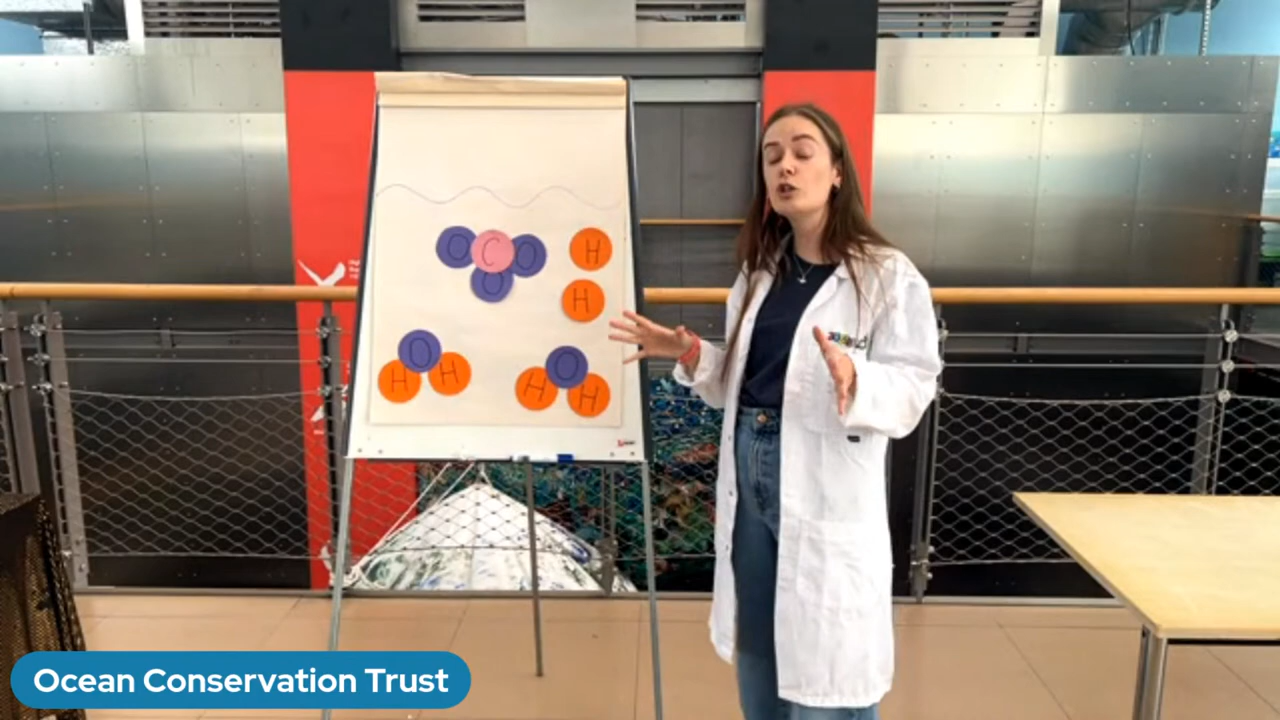 O C O H
O H
O O
H H H H
Ocean Conservation Trust